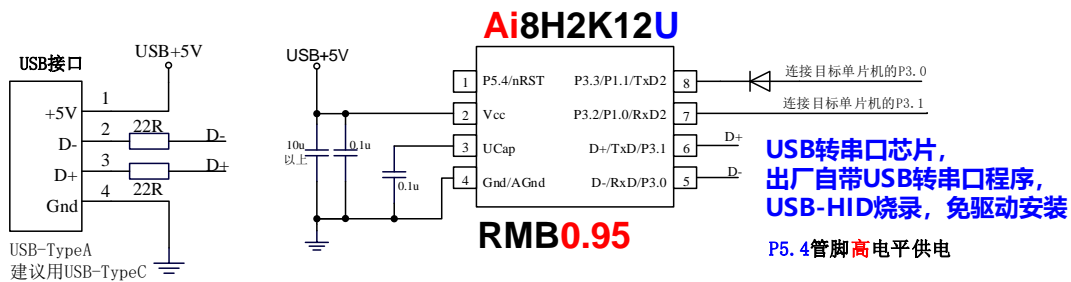 Ai8H2K12U
USB接口
USB+5V
+5V
1
D-
2
22R
D-
D+
3
22R
D+
Gnd
4
USB-TypeA
建议用USB-TypeC
USB+5V
10u
以上
0.1u
0.1u
1
P5.4/nRST
2
Vcc
3
UCap
4
Gnd/AGnd
P3.3/P1.1/TxD2
8
P3.2/P1.0/RxD2
7
D+/TxD/P3.1
6
D-/RxD/P3.0
5
连接目标单片机的P3.0
连接目标单片机的P3.1
D+
D-
RMB0.95
USB转串口芯片，
出厂自带USB转串口程序，
USB-HID烧录，免驱动安装
P5.4管脚高电平供电